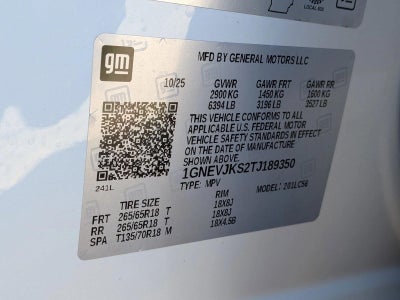 gm
MFD BY GENERAL MOTORS LLC
10/25 GVWR GAWR FRT GAWR RR
2900 KG 1450 KG 1600 KG
6394 LB 3196 LB 3527 LB
THIS VEHICLE CONFORMS TO ALL
APPLICABLE U.S. FEDERAL MOTOR
VEHICLE SAFETY STANDARDS IN EFFECT
ON THE DATE OF MANUFACTURE
SHOWN ABOVE.
1GNEVJKS2TJ189350
241L TYPE: MPV MODEL: 201LC56
TIRE SIZE RIM
FRT 265/65R18 T 18X8J
RR 265/65R18 T 18X8J
SPA T135/70R18 M 18X4.5B